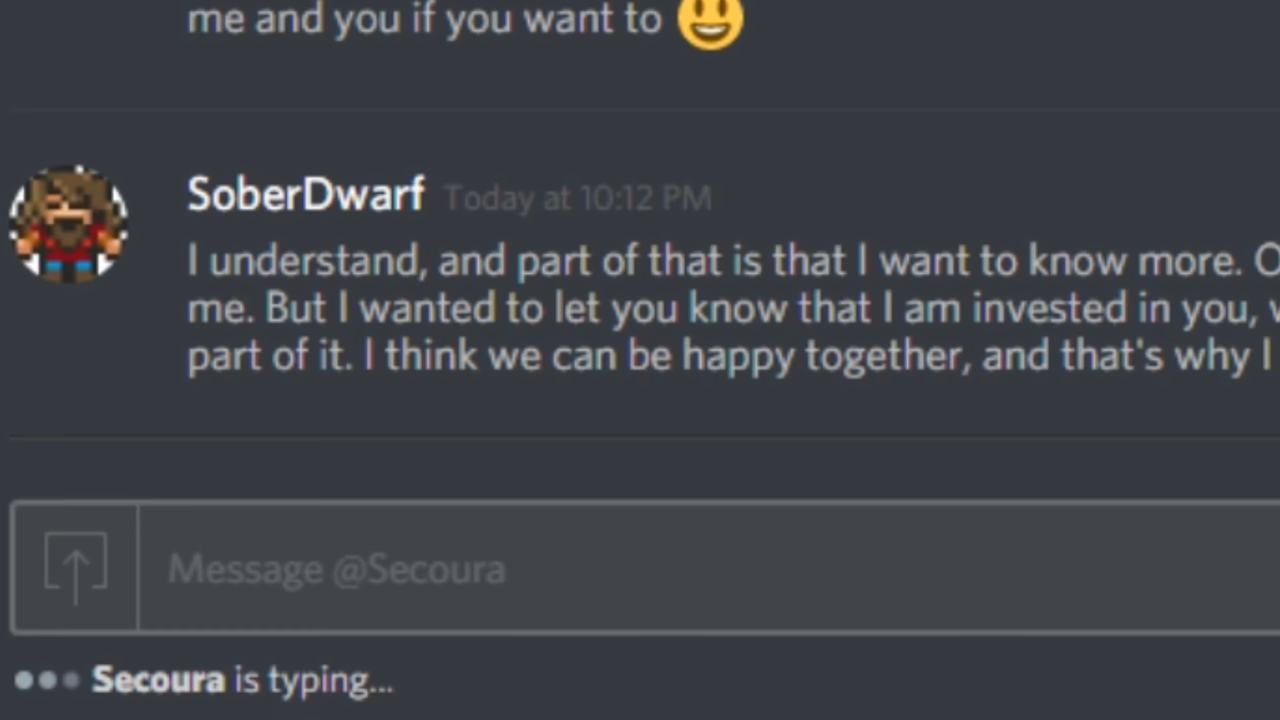 me and you if you want to 😃
SoberDwarf Today at 10:12 PM
I understand, and part of that is that I want to know more.
me. But I wanted to let you know that I am invested in you,
part of it. I think we can be happy together, and that's why I
Message @Secoura
Secoura is typing...